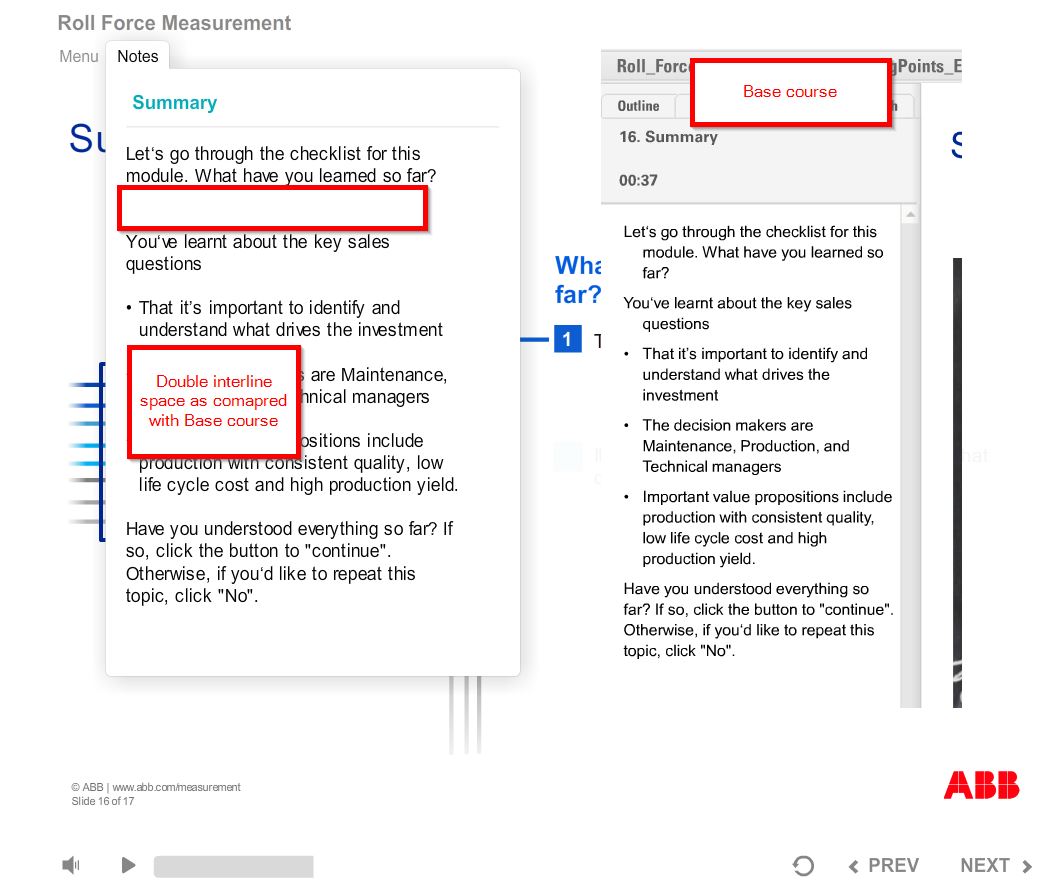 Roll Force Measurement
Menu
Notes
Summary
Let‘s go through the checklist for this
module. What have you learned so far?
You‘ve learnt about the key sales
questions
• That it’s important to identify and
understand what drives the investment
s are Maintenance,
hnical managers
positions include
production with consistent quality, low
life cycle cost and high production yield.
Have you understood everything so far? If
so, click the button to "continue".
Otherwise, if you‘d like to repeat this
topic, click "No".
Double interline
space as comapred
with Base course
Su
Wha
far?
1 T
Roll_Forc
gPoints_E
Base course
Outline
h
16. Summary
00:37
Let‘s go through the checklist for this
module. What have you learned so
far?
You‘ve learnt about the key sales
questions
• That it’s important to identify and
understand what drives the
investment
• The decision makers are
Maintenance, Production, and
Technical managers
• Important value propositions include
production with consistent quality,
low life cycle cost and high
production yield.
Have you understood everything so
far? If so, click the button to "continue".
Otherwise, if you‘d like to repeat this
topic, click "No".
S
hat
© ABB | www.abb.com/measurement
Slide 16 of 17
ABB
PREV
NEXT